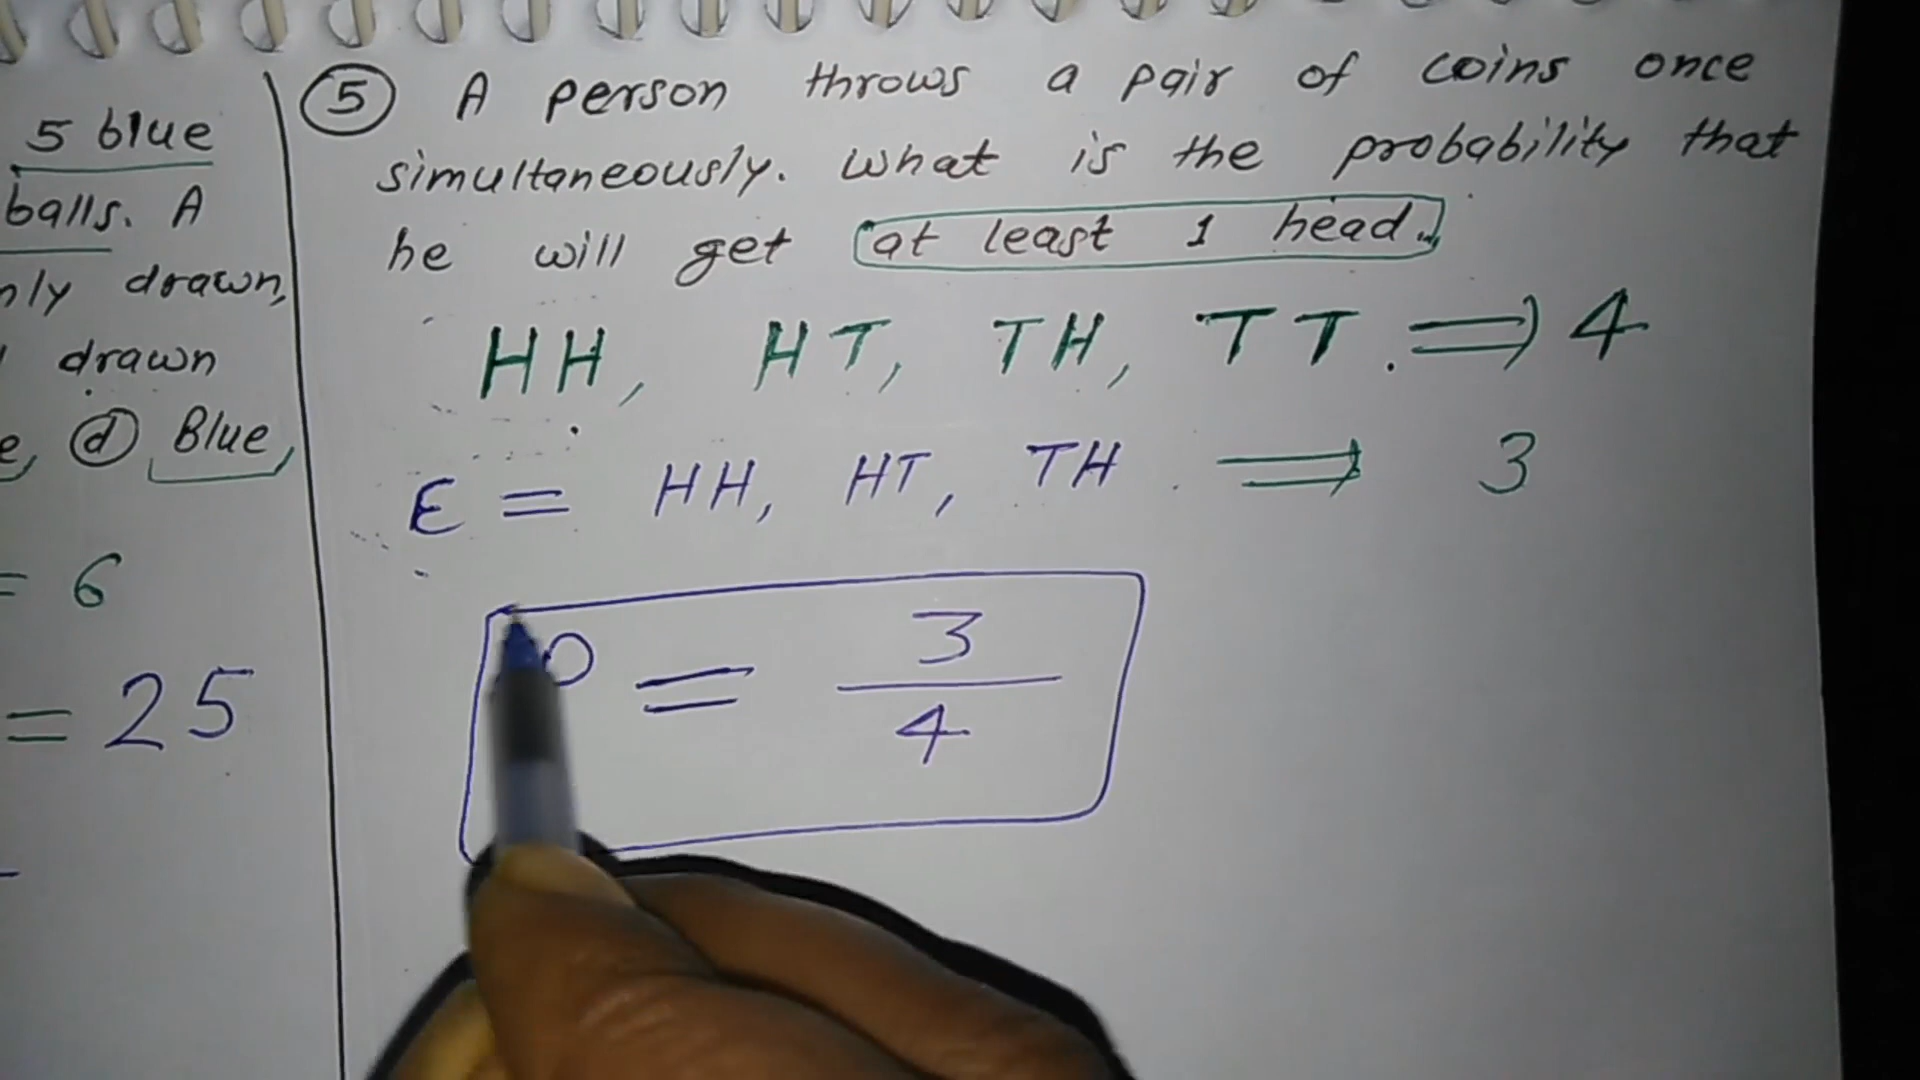 5 blue
balls. A
drawn,
drawn
ⓓ Blue
= 6
= 25
⑤ A person throws a pair of coins once
simultaneously. What is the probability that
he will get at least 1 head.
HH, HT, TH, TT. ⟹ 4
E = HH, HT, TH. ⟹ 3
= 3/4